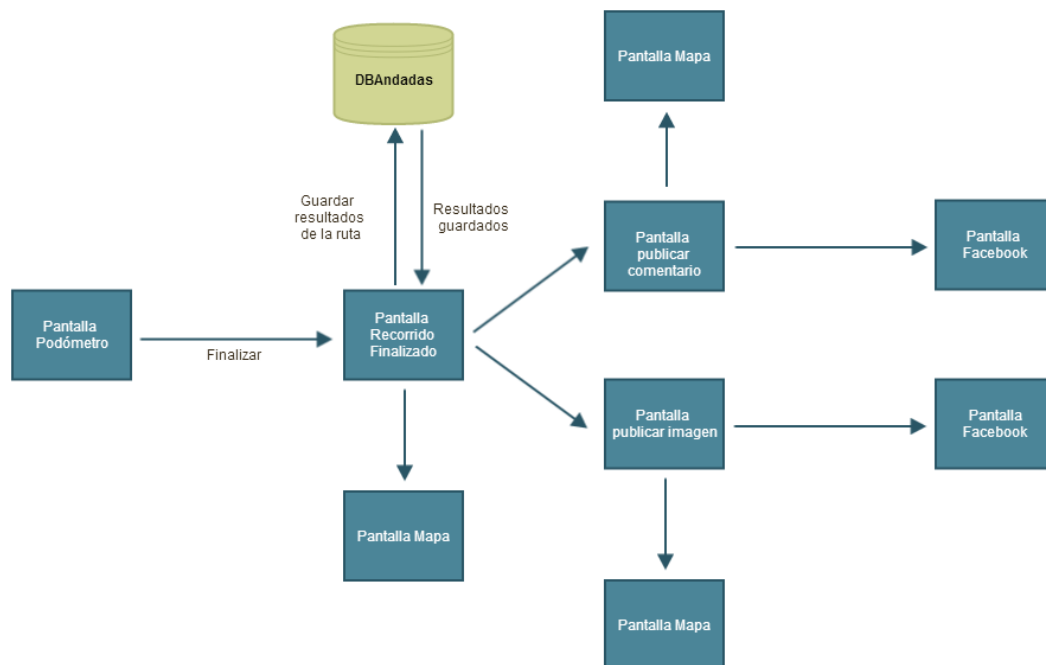 DBAndadas
Pantalla Mapa
Guardar
resultados
de la ruta
Resultados
guardados
Pantalla
publicar
comentario
Pantalla
Facebook
Pantalla
Podómetro
Finalizar
Pantalla
Recorrido
Finalizado
Pantalla
publicar imagen
Pantalla
Facebook
Pantalla Mapa
Pantalla Mapa